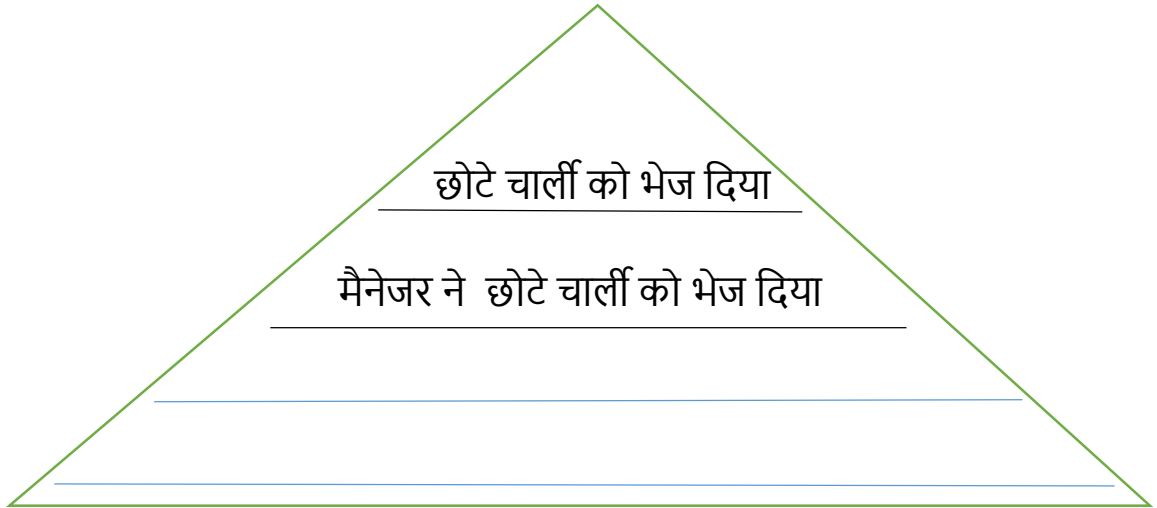 छोटे चार्ली को भेज दिया
मैनेजर ने  छोटे चार्ली को भेज दिया